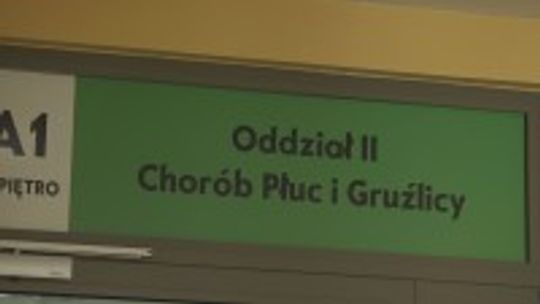 A1
PIĘTRO
Oddział II
Chorób Płuc i Gruźlicy